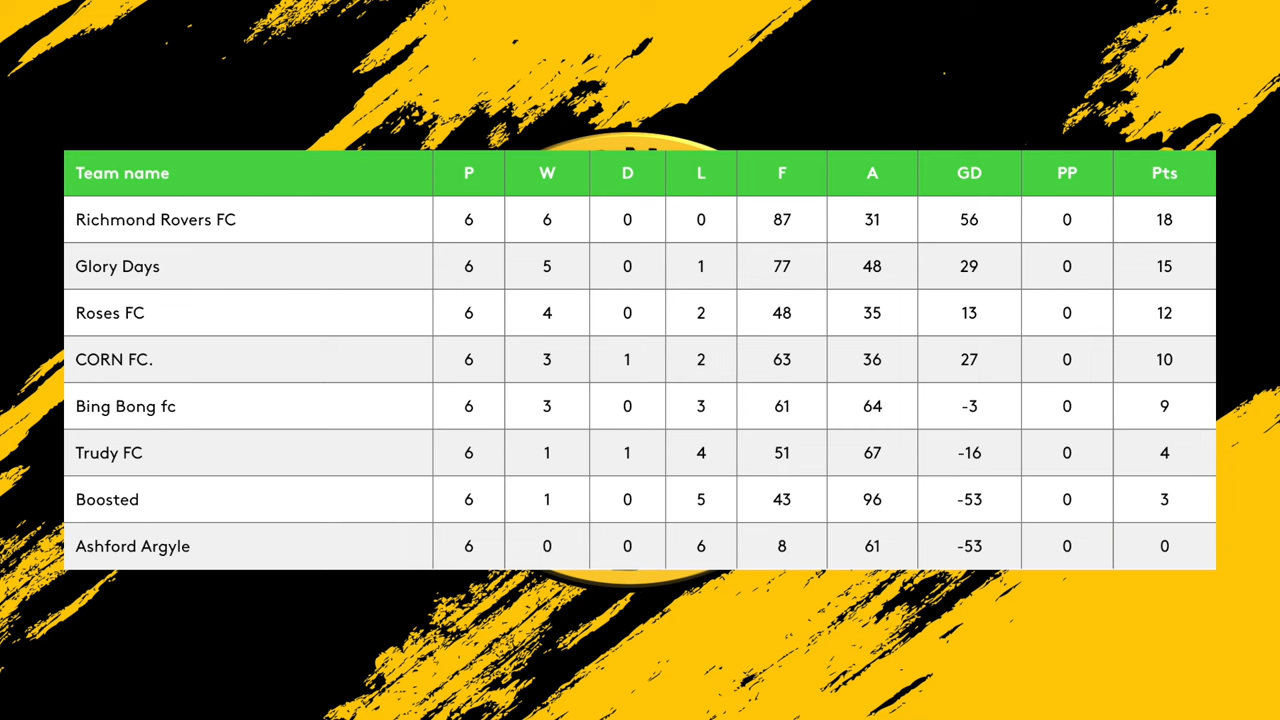 Team name P W D L F A GD PP Pts
Richmond Rovers FC 6 6 0 0 87 31 56 0 18
Glory Days 6 5 0 1 77 48 29 0 15
Roses FC 6 4 0 2 48 35 13 0 12
CORN FC. 6 3 1 2 63 36 27 0 10
Bing Bong fc 6 3 0 3 61 64 -3 0 9
Trudy FC 6 1 1 4 51 67 -16 0 4
Boosted 6 1 0 5 43 96 -53 0 3
Ashford Argyle 6 0 0 6 8 61 -53 0 0